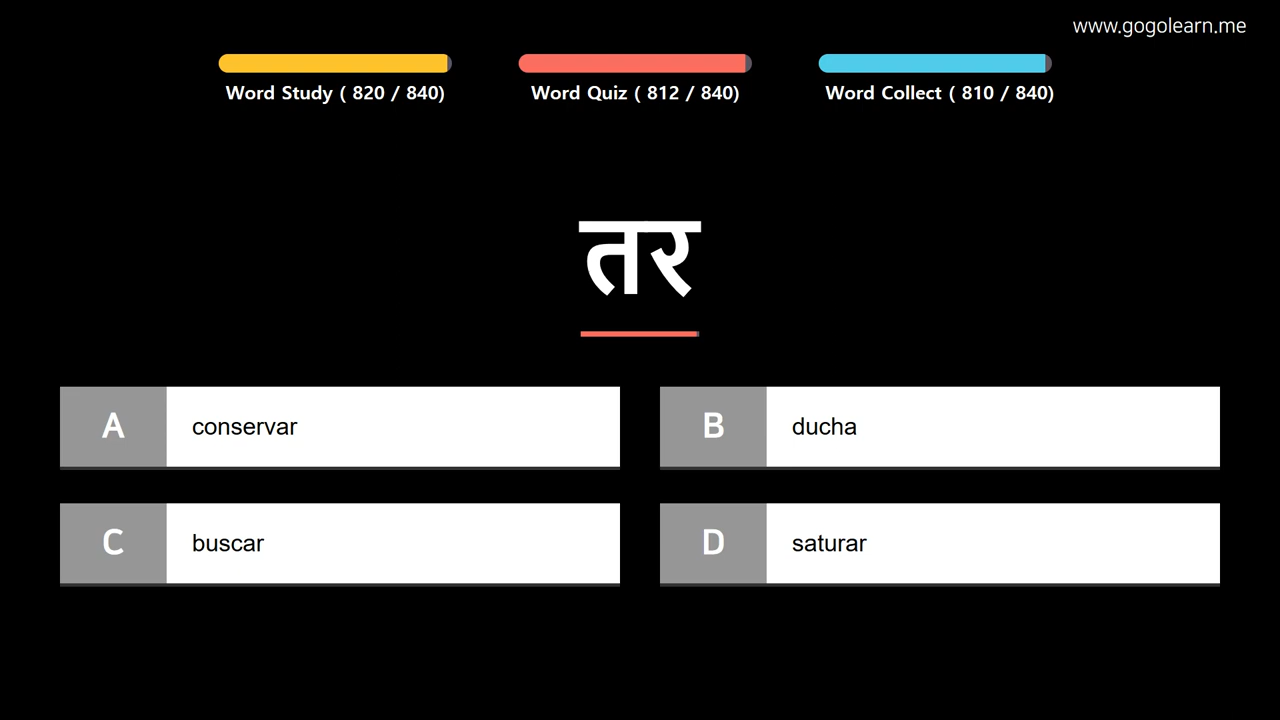 www.gogolearn.me
Word Study ( 820 / 840)
Word Quiz ( 812 / 840)
Word Collect ( 810 / 840)
तर
A conservar
B ducha
C buscar
D saturar